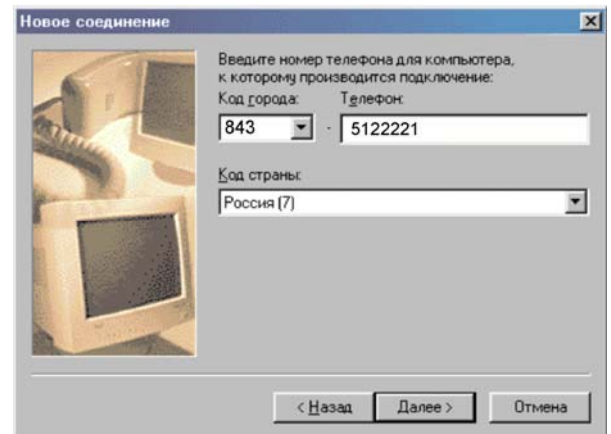 Новое соединение
Введите номер телефона для компьютера,
к которому производится подключение:
Код города: Телефон:
843 - 5122221
Код страны:
Россия (7)
< Назад Далее > Отмена